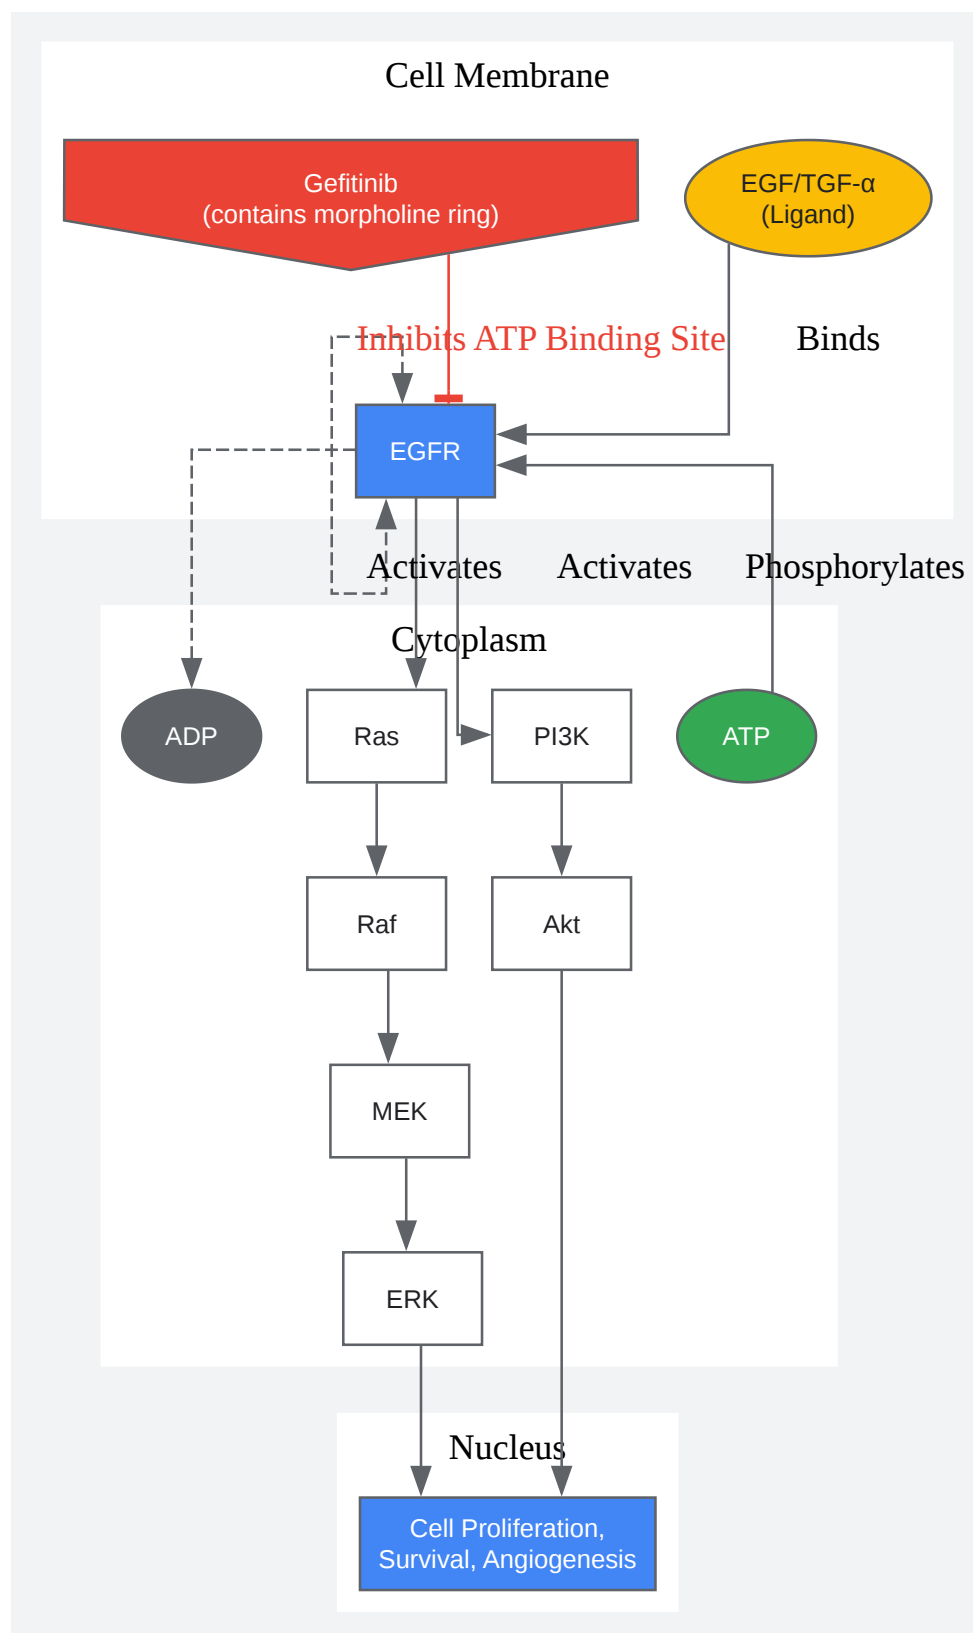 Cell Membrane
Gefitinib
(contains morpholine ring)
EGF/TGF-α
(Ligand)
Inhibits ATP Binding Site
Binds
EGFR
Activates
Activates
Phosphorylates
Cytoplasm
ADP
Ras
PI3K
ATP
Raf
Akt
MEK
ERK
Nucleus
Cell Proliferation,
Survival, Angiogenesis